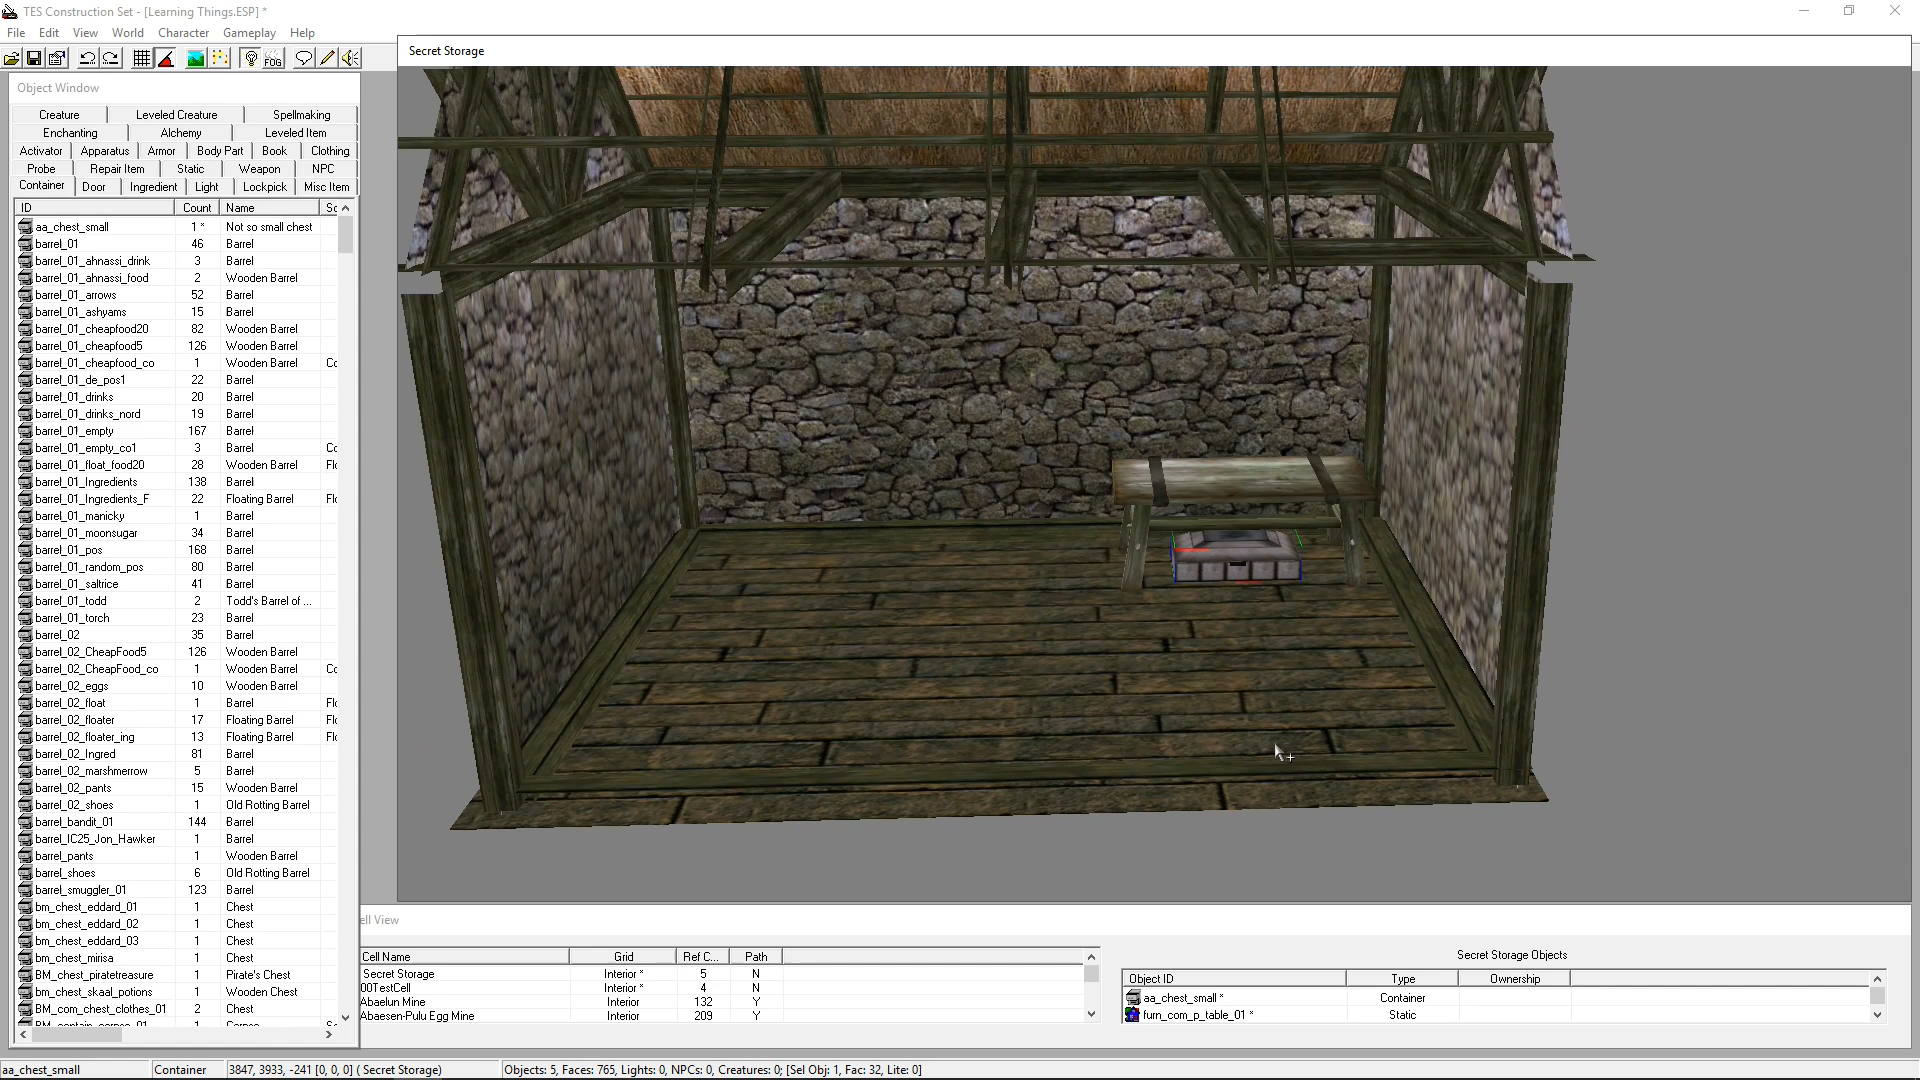 TES Construction Set - [Learning Things.ESP] *
File Edit View World Character Gameplay Help
FOG
Secret Storage
Object Window
Creature Leveled Creature Spellmaking
Enchanting Alchemy Leveled Item
Activator Apparatus Armor Body Part Book Clothing
Probe Repair Item Static Weapon NPC
Container Door Ingredient Light Lockpick Misc Item
ID Count Name Sc
aa_chest_small 1 * Not so small chest
barrel_01 46 Barrel
barrel_01_ahnassi_drink 3 Barrel
barrel_01_ahnassi_food 2 Wooden Barrel
barrel_01_arrows 52 Barrel
barrel_01_ashyams 15 Barrel
barrel_01_cheapfood20 82 Wooden Barrel
barrel_01_cheapfood5 126 Wooden Barrel
barrel_01_cheapfood_co 1 Wooden Barrel Co
barrel_01_de_pos1 22 Barrel
barrel_01_drinks 20 Barrel
barrel_01_drinks_nord 19 Barrel
barrel_01_empty 167 Barrel
barrel_01_empty_co1 3 Barrel Co
barrel_01_float_food20 28 Wooden Barrel Flo
barrel_01_Ingredients 138 Barrel
barrel_01_Ingredients_F 22 Floating Barrel Flo
barrel_01_manicky 1 Barrel
barrel_01_moonsugar 34 Barrel
barrel_01_pos 168 Barrel
barrel_01_random_pos 80 Barrel
barrel_01_saltrice 41 Barrel
barrel_01_todd 2 Todd's Barrel of ...
barrel_01_torch 23 Barrel
barrel_02 35 Barrel
barrel_02_CheapFood5 126 Wooden Barrel
barrel_02_CheapFood_co 1 Wooden Barrel Co
barrel_02_eggs 10 Wooden Barrel
barrel_02_float 1 Barrel Flo
barrel_02_floater 17 Floating Barrel Flo
barrel_02_floater_ing 13 Floating Barrel Flo
barrel_02_Ingred 81 Barrel
barrel_02_marshmerrow 5 Barrel
barrel_02_pants 15 Wooden Barrel
barrel_02_shoes 1 Old Rotting Barrel
barrel_bandit_01 144 Barrel
barrel_IC25_Jon_Hawker 1 Barrel
barrel_pants 1 Wooden Barrel
barrel_shoes 6 Old Rotting Barrel
barrel_smuggler_01 123 Barrel
bm_chest_eddard_01 1 Chest
bm_chest_eddard_02 1 Chest
bm_chest_eddard_03 1 Chest
bm_chest_mirisa 1 Chest
BM_chest_piratetreasure 1 Pirate's Chest
bm_chest_skaal_potions 1 Wooden Chest
BM_com_chest_clothes_01 2 Chest
ell View
Cell Name Grid Ref C... Path
Secret Storage Interior * 5 N
00TestCell Interior * 4 N
Abaelun Mine Interior 132 Y
Abaesen-Pulu Egg Mine Interior 209 Y
Secret Storage Objects
Object ID Type Ownership
aa_chest_small * Container
furn_com_p_table_01 * Static
aa_chest_small Container 3847, 3933, -241 [0, 0, 0] ( Secret Storage) Objects: 5, Faces: 765, Lights: 0, NPCs: 0, Creatures: 0; [Sel Obj: 1, Fac: 32, Lite: 0]